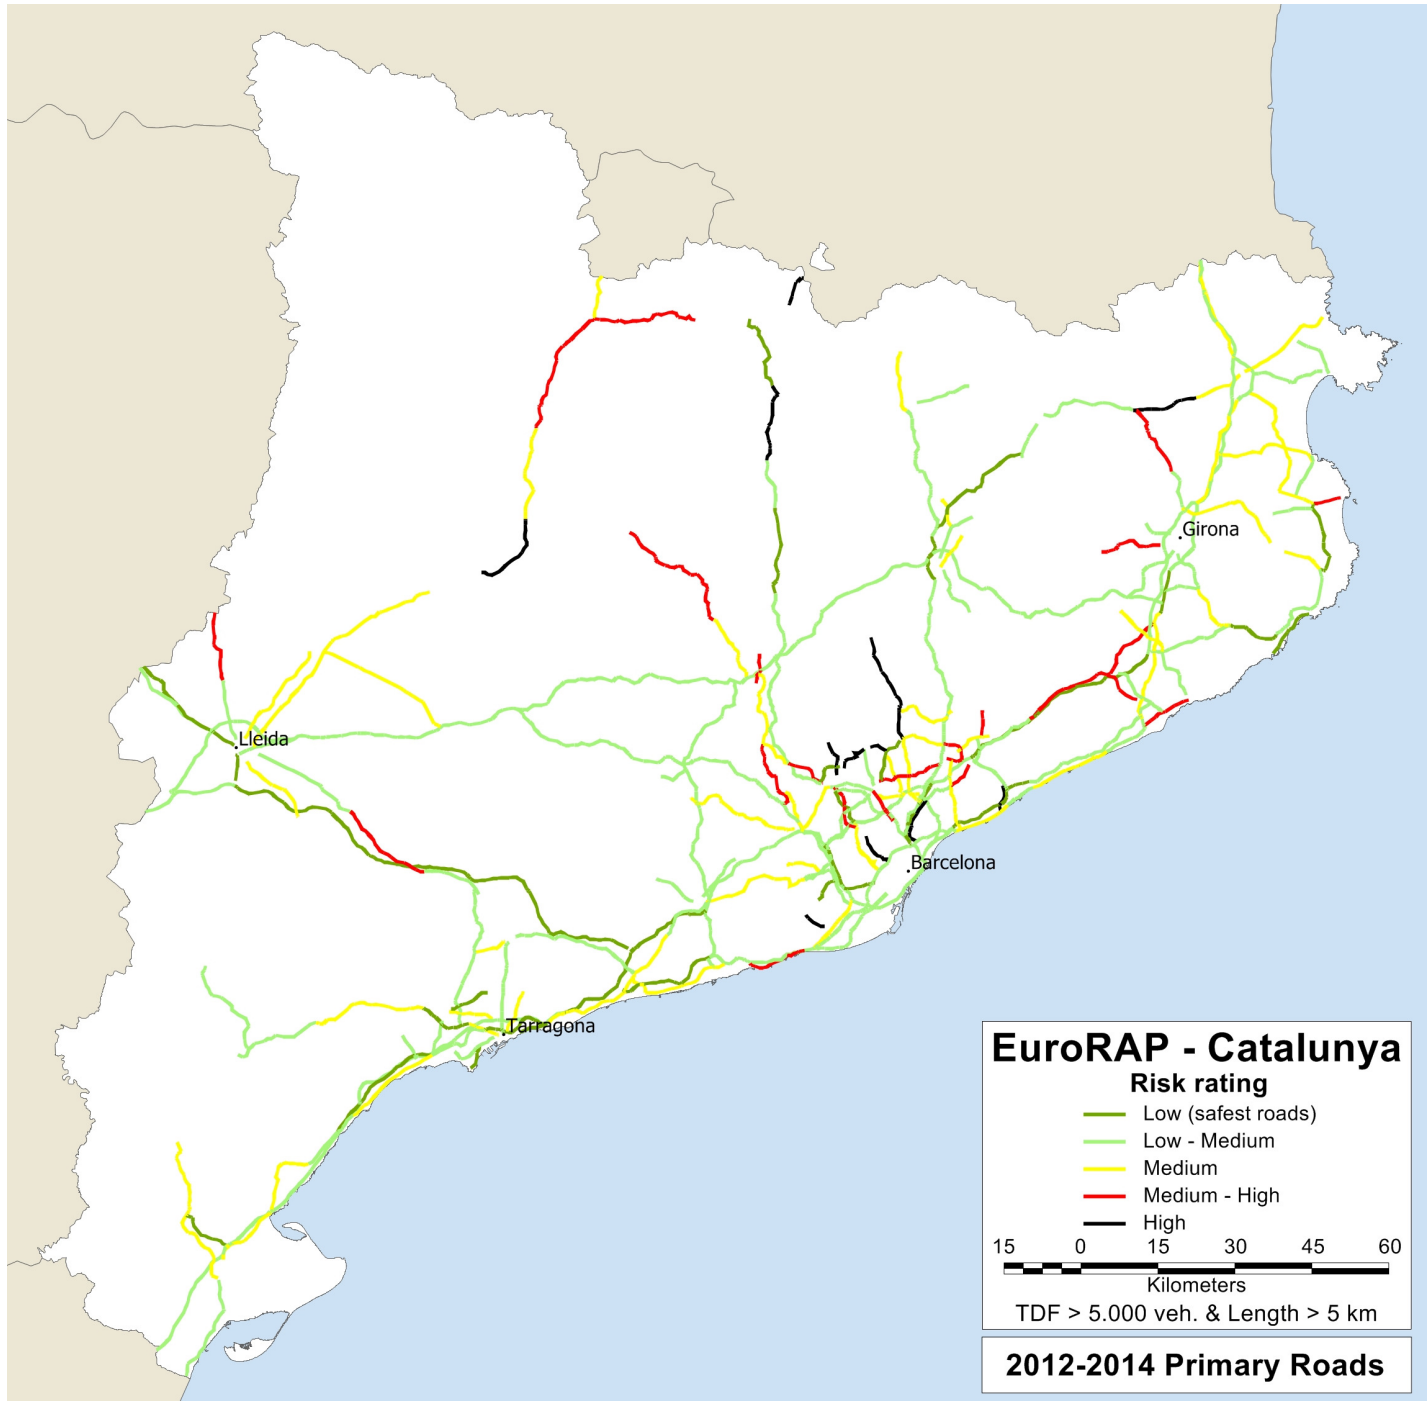 Girona
Lleida
Barcelona
Tarragona
EuroRAP - Catalunya
Risk rating
Low (safest roads)
Low - Medium
Medium
Medium - High
High
15 0 15 30 45 60
Kilometers
TDF > 5.000 veh. & Length > 5 km
2012-2014 Primary Roads